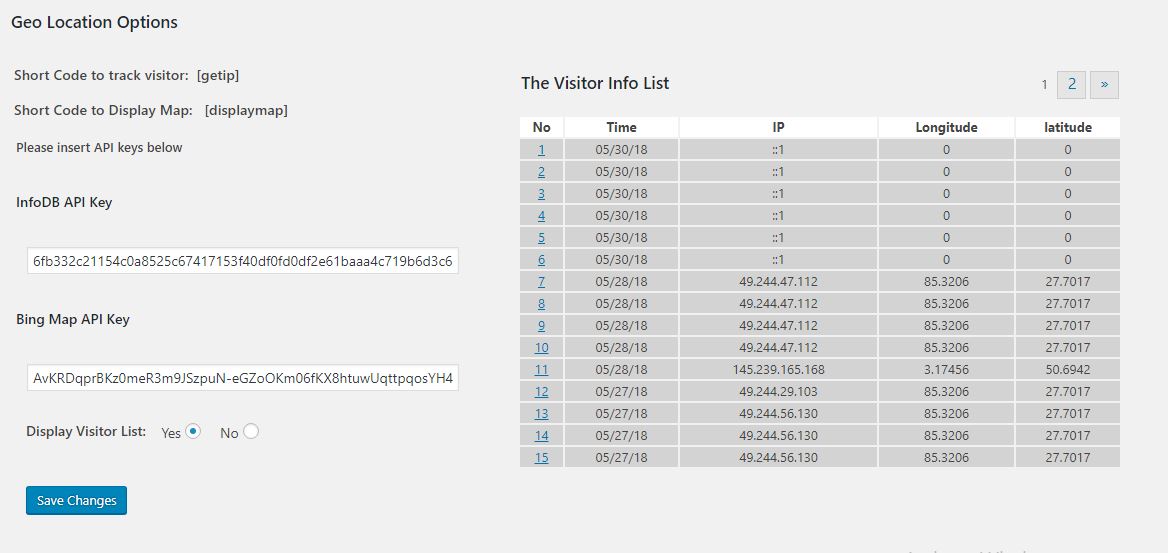 Geo Location Options
Short Code to track visitor: [getip]
Short Code to Display Map: [displaymap]
Please insert API keys below
InfoDB API Key
6fb332c21154c0a8525c67417153f40df0fd0df2e61baaa4c719b6d3c6
Bing Map API Key
AvKRDqprBKz0meR3m9JSzpuN-eGZoOKm06fKX8htuwUqttpqosYH4
Display Visitor List: Yes No
Save Changes
The Visitor Info List
1 2 »
No Time IP Longitude latitude
1 05/30/18 ::1 0 0
2 05/30/18 ::1 0 0
3 05/30/18 ::1 0 0
4 05/30/18 ::1 0 0
5 05/30/18 ::1 0 0
6 05/30/18 ::1 0 0
7 05/28/18 49.244.47.112 85.3206 27.7017
8 05/28/18 49.244.47.112 85.3206 27.7017
9 05/28/18 49.244.47.112 85.3206 27.7017
10 05/28/18 49.244.47.112 85.3206 27.7017
11 05/28/18 145.239.165.168 3.17456 50.6942
12 05/27/18 49.244.29.103 85.3206 27.7017
13 05/27/18 49.244.56.130 85.3206 27.7017
14 05/27/18 49.244.56.130 85.3206 27.7017
15 05/27/18 49.244.56.130 85.3206 27.7017